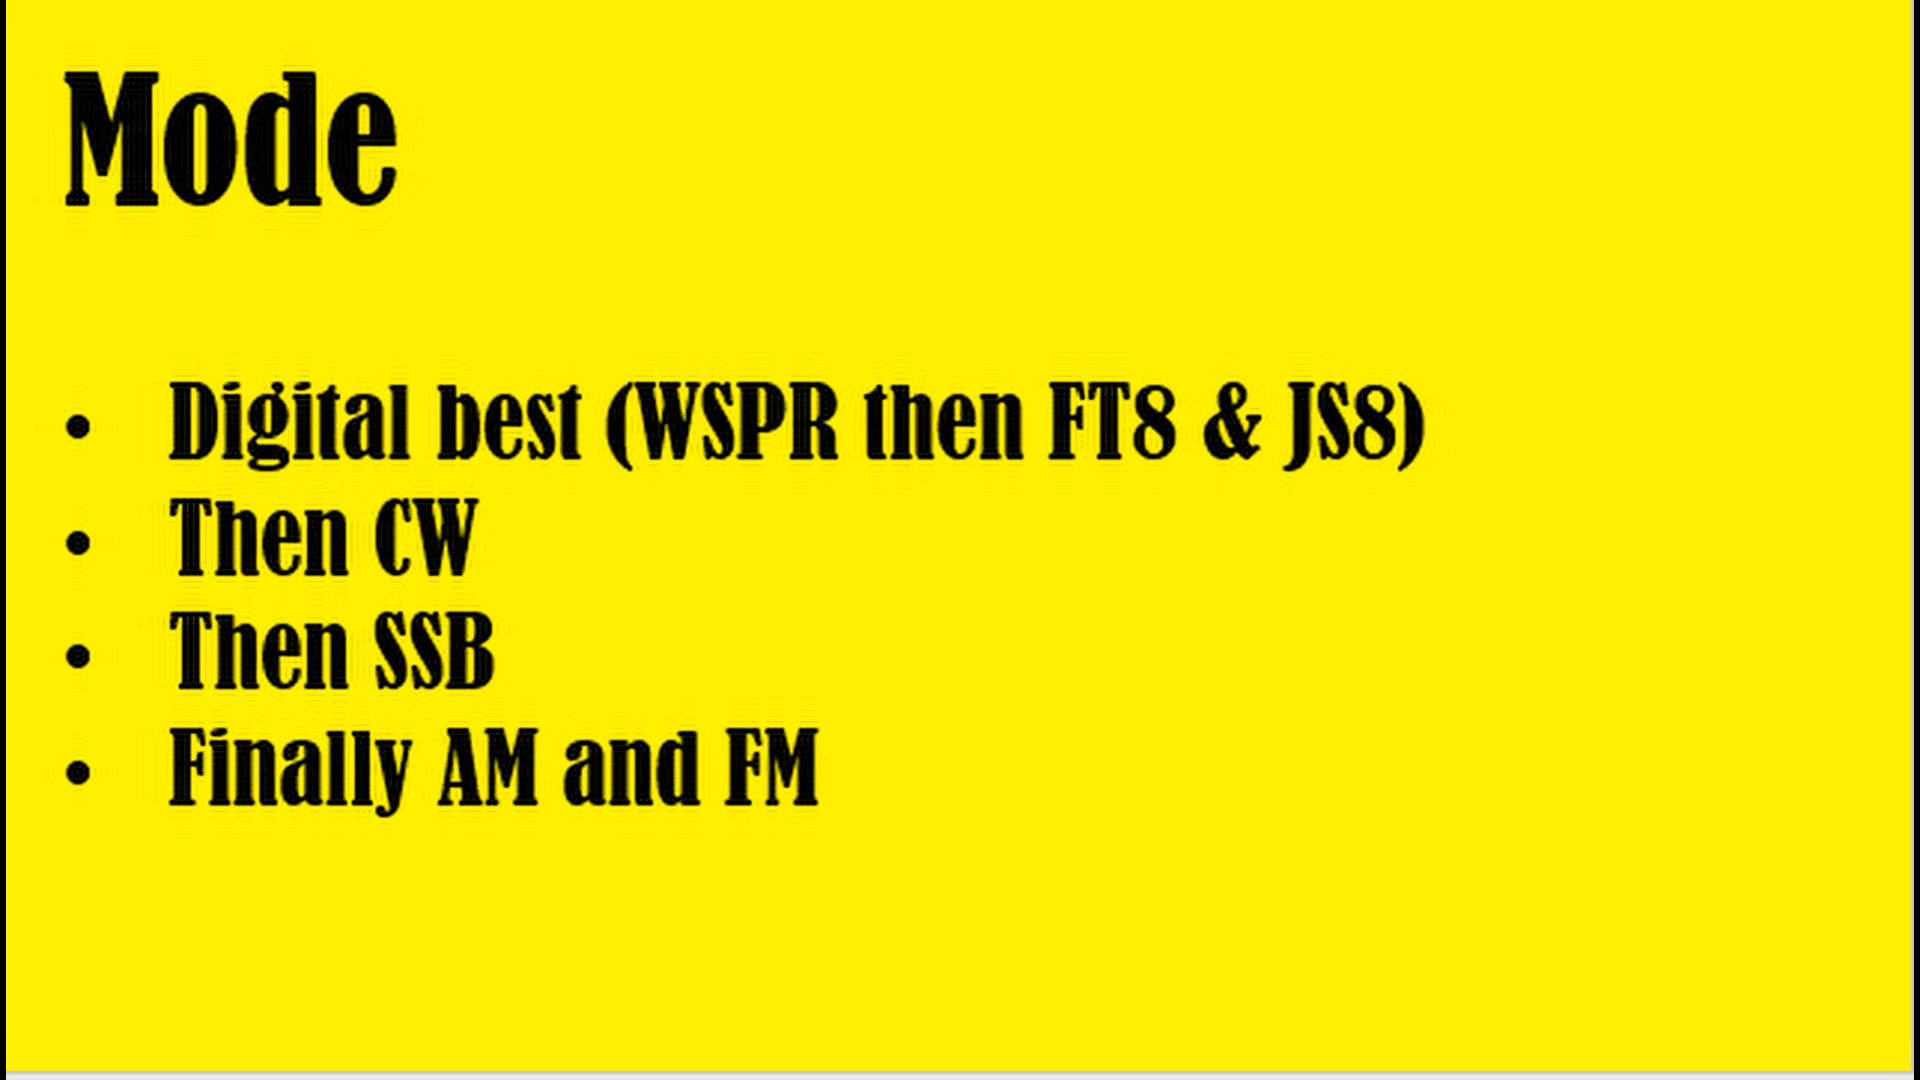 Mode
• Digital best (WSPR then FT8 & JS8)
• Then CW
• Then SSB
• Finally AM and FM